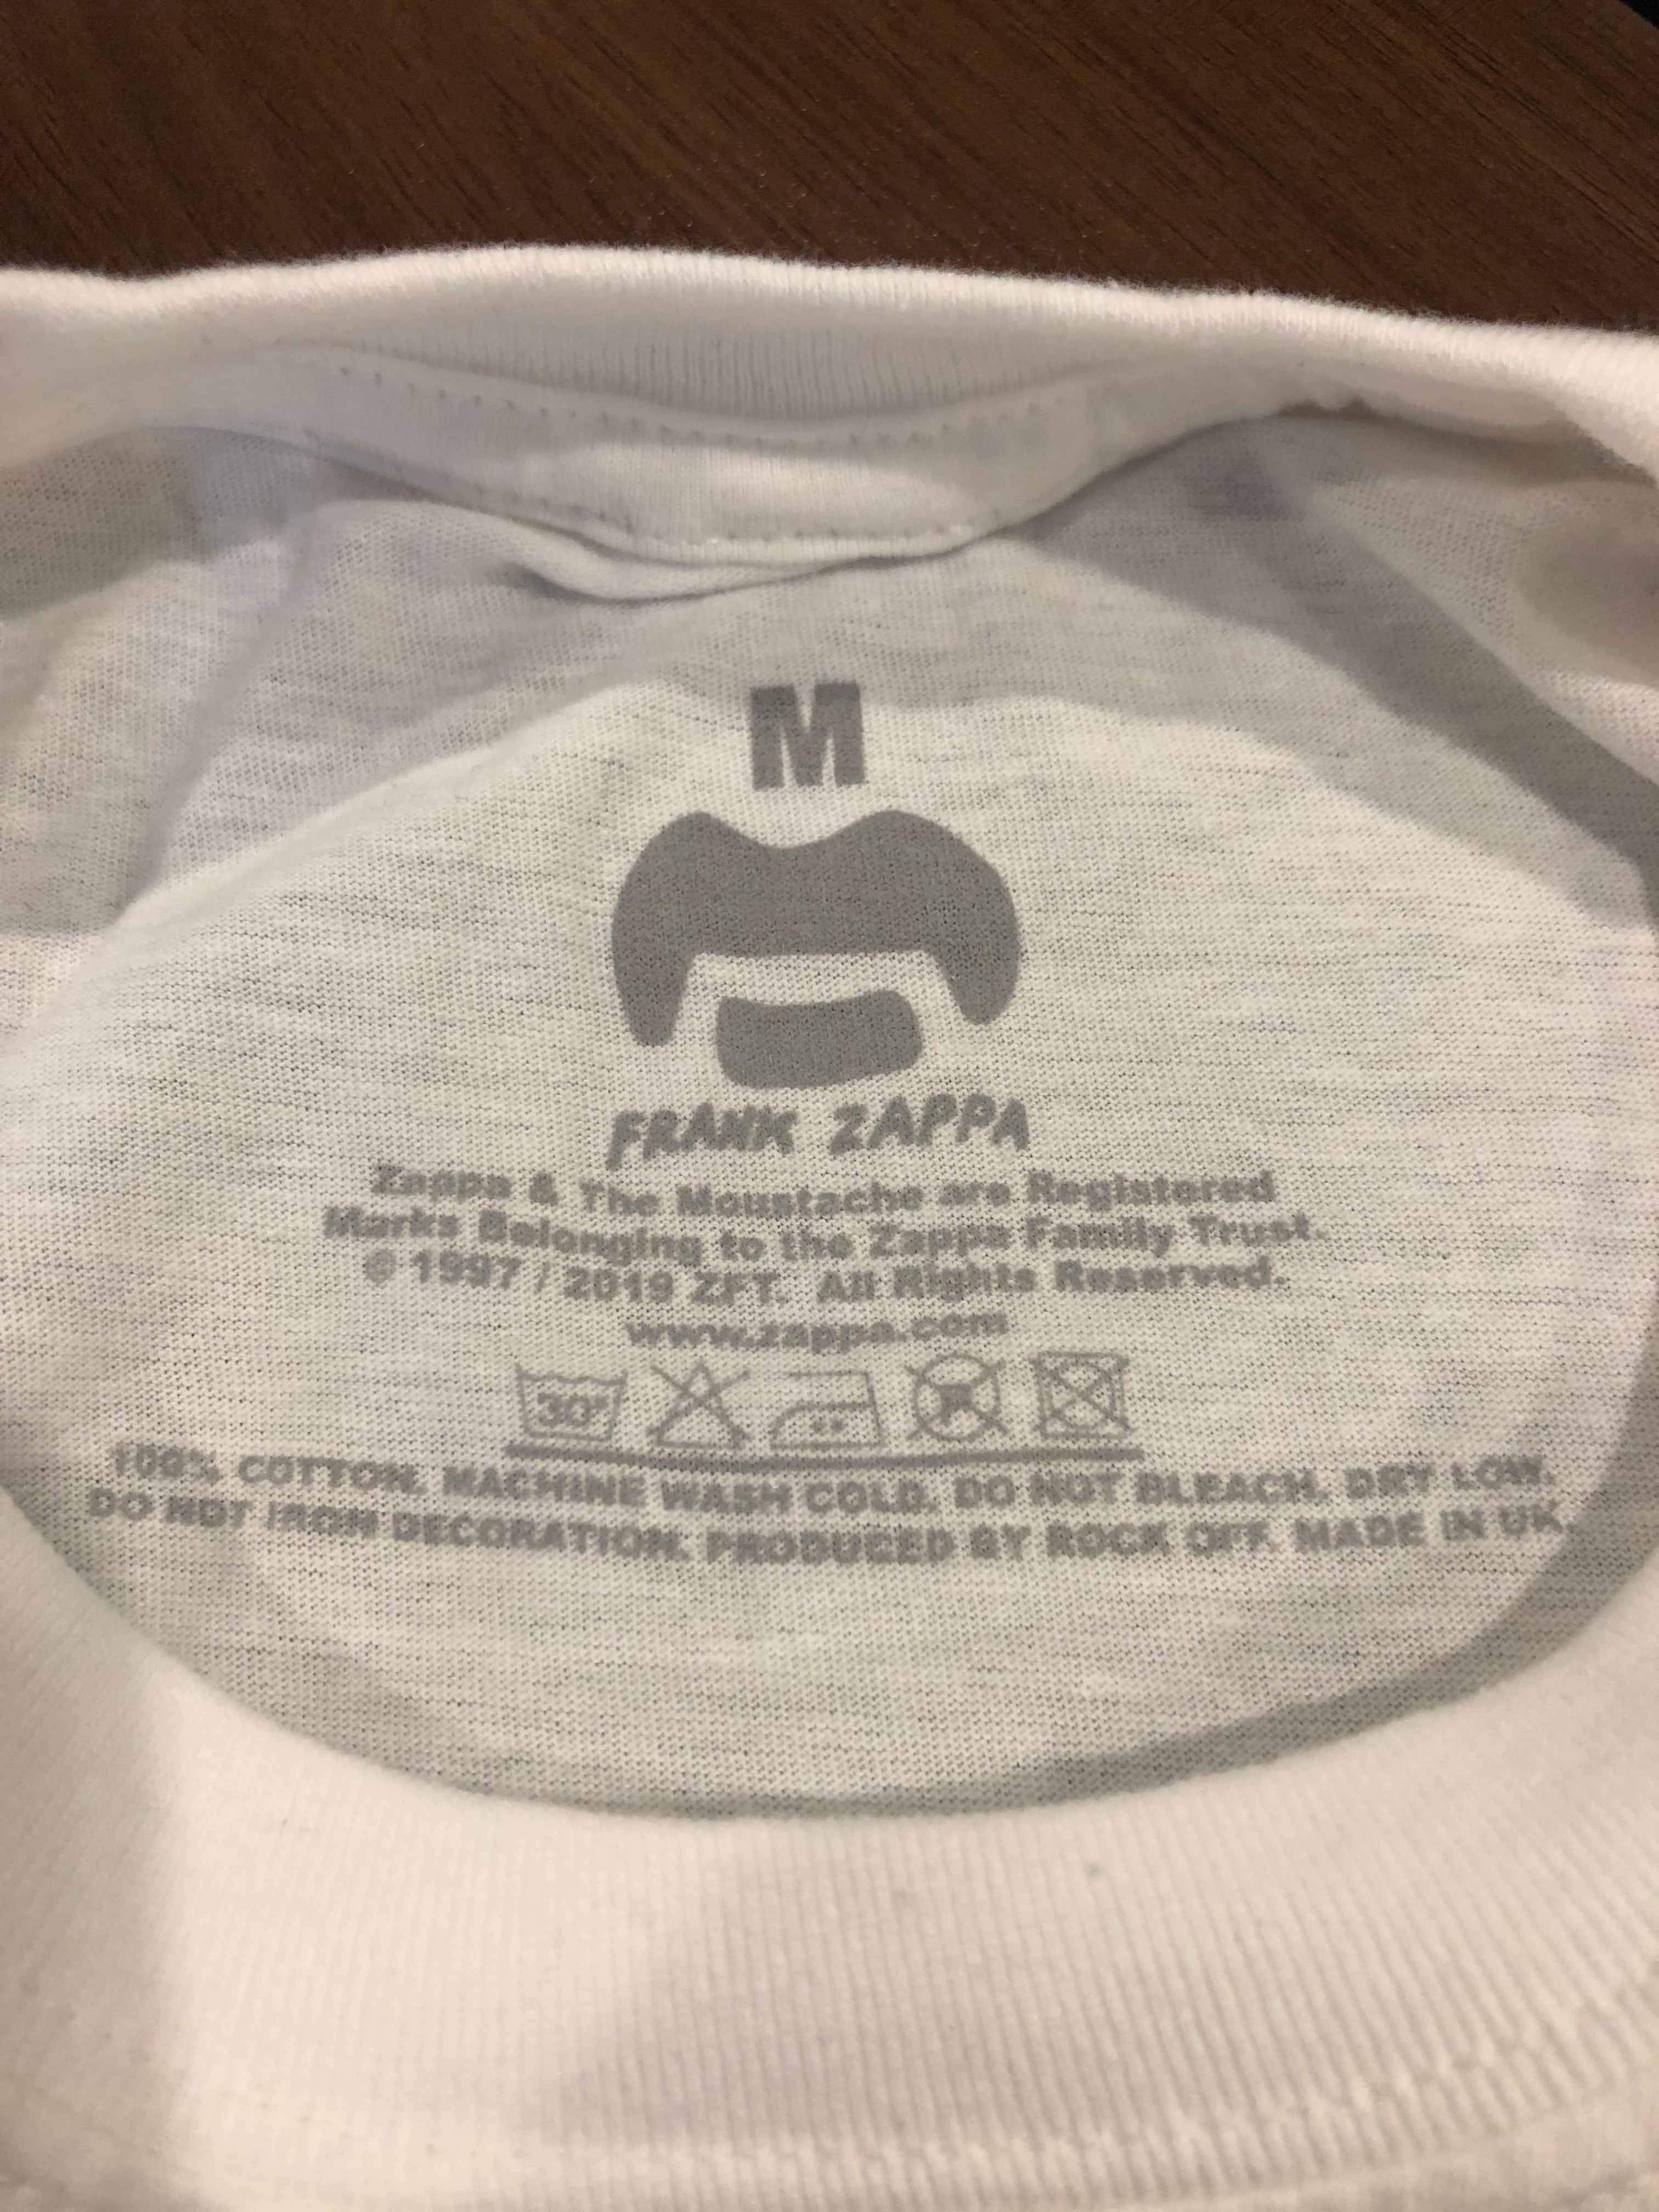 M
FRANK ZAPPA
Zappa & The Moustache are Registered
Marks Belonging to the Zappa Family Trust.
© 1997 / 2019 ZFT. All Rights Reserved.
www.zappa.com
30° P
100% COTTON. MACHINE WASH COLD. DO NOT BLEACH. DRY LOW.
DO NOT IRON DECORATION. PRODUCED BY ROCK OFF. MADE IN UK.